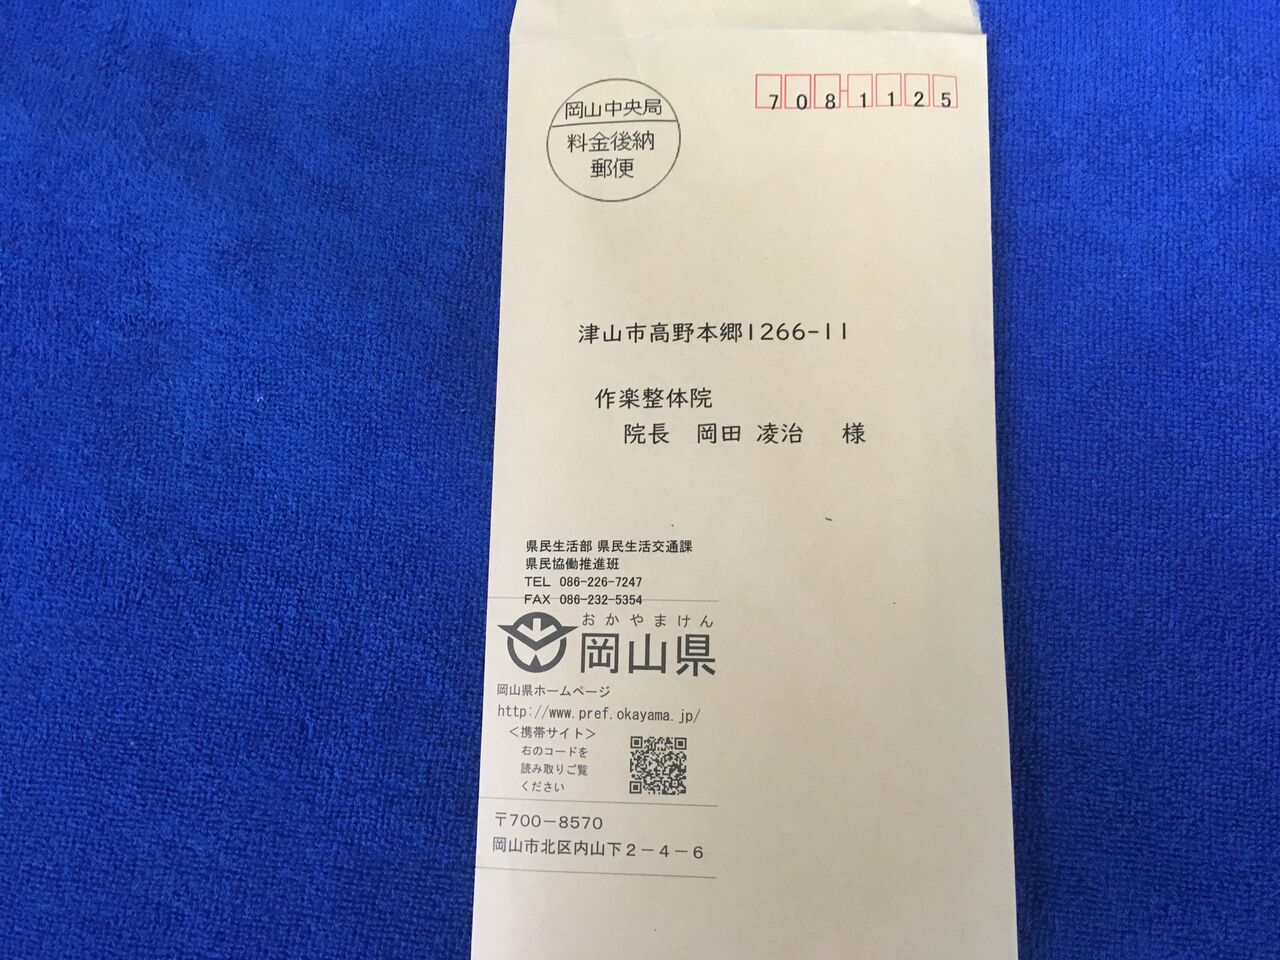 岡山中央局
料金後納
郵便
708-1125
津山市高野本郷1266-11
作楽整体院
院長 岡田 凌治 様
県民生活部 県民生活交通課
県民協働推進班
TEL 086-226-7247
FAX 086-232-5354
おかやまけん
岡山県
岡山県ホームページ
http://www.pref.okayama.jp/
<携帯サイト>
右のコードを
読み取りご覧
ください
〒700-8570
岡山市北区内山下2-4-6